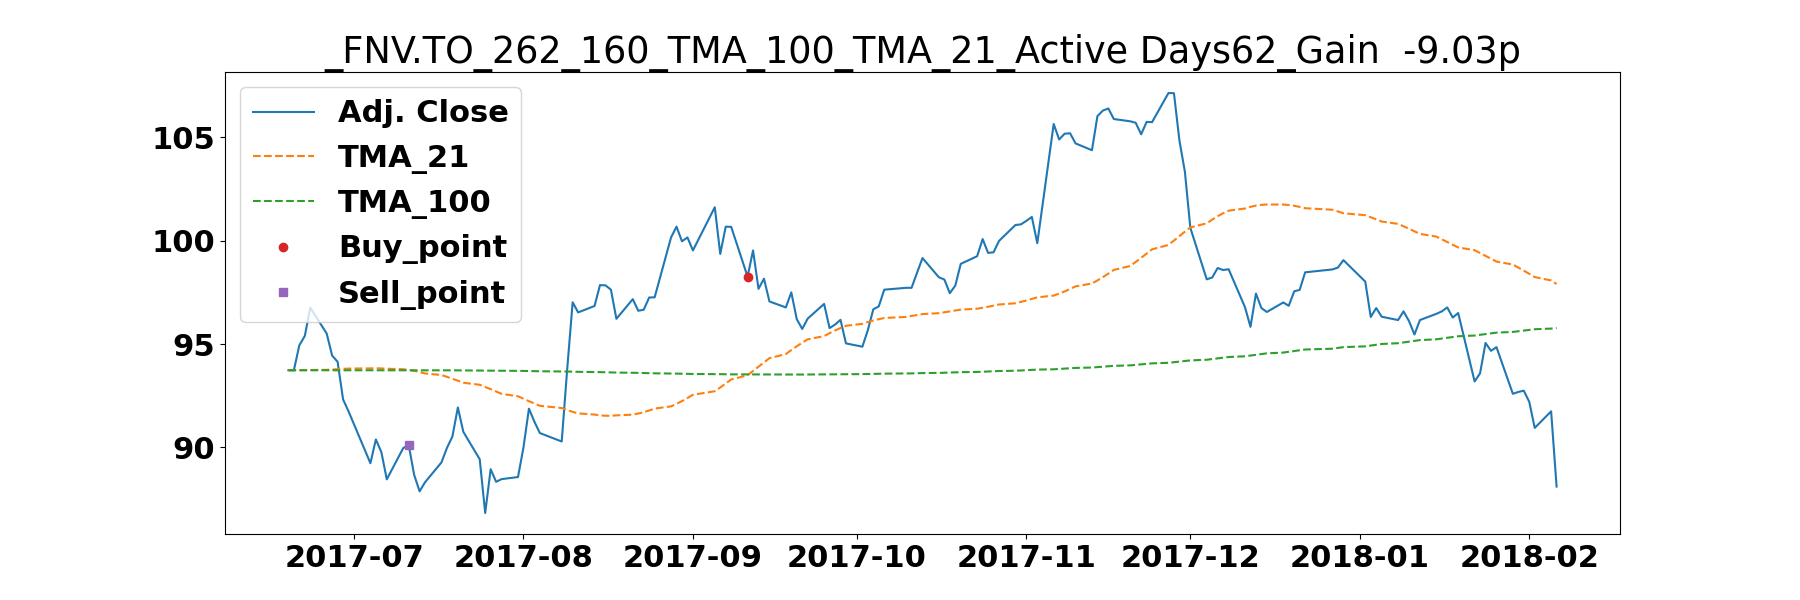 _FNV.TO_262_160_TMA_100_TMA_21_Active Days62_Gain  -9.03p
Adj. Close
TMA_21
TMA_100
Buy_point
Sell_point
105
100
95
90
2017-07 2017-08 2017-09 2017-10 2017-11 2017-12 2018-01 2018-02